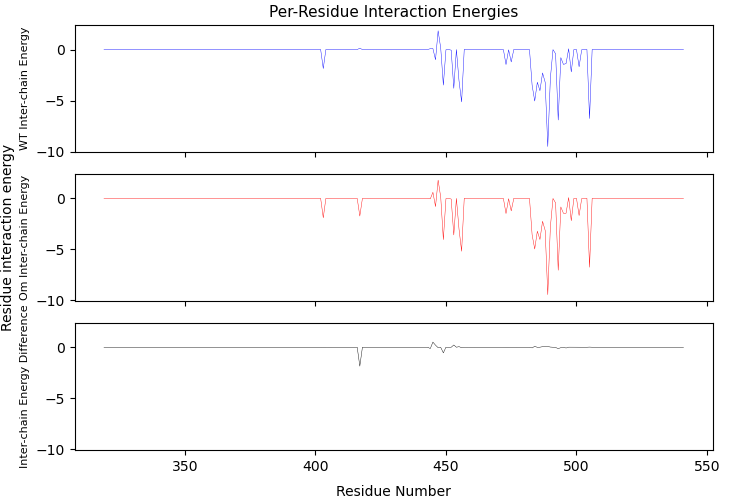 Per-Residue Interaction Energies
Residue interaction energy
WT Inter-chain Energy
0
−5
−10
Om Inter-chain Energy
0
−5
−10
Inter-chain Energy Difference
0
−5
−10
350
400
450
500
550
Residue Number